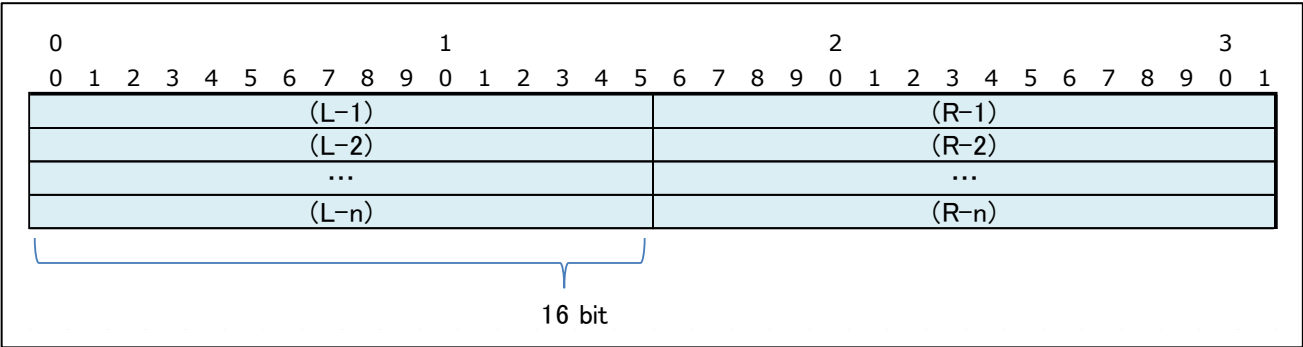 0 1 2 3
0 1 2 3 4 5 6 7 8 9 0 1 2 3 4 5 6 7 8 9 0 1 2 3 4 5 6 7 8 9 0 1
(L-1) (R-1)
(L-2) (R-2)
… …
(L-n) (R-n)
16 bit